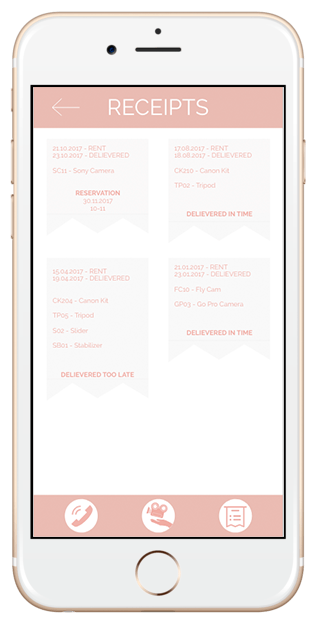 RECEIPTS
21.10.2017 - RENT
23.10.2017 - DELIEVERED
SC11 - Sony Camera
RESERVATION
30.11.2017
10-11
17.08.2017 - RENT
18.08.2017 - DELIEVERED
CK210 - Canon Kit
TP02 - Tripod
DELIEVERED IN TIME
15.04.2017 - RENT
19.04.2017 - DELIEVERED
CK204 - Canon Kit
TP05 - Tripod
S02 - Slider
SB01 - Stabilizer
DELIEVERED TOO LATE
21.01.2017 - RENT
23.01.2017 - DELIEVERED
FC10 - Fly Cam
GP03 - Go Pro Camera
DELIEVERED IN TIME